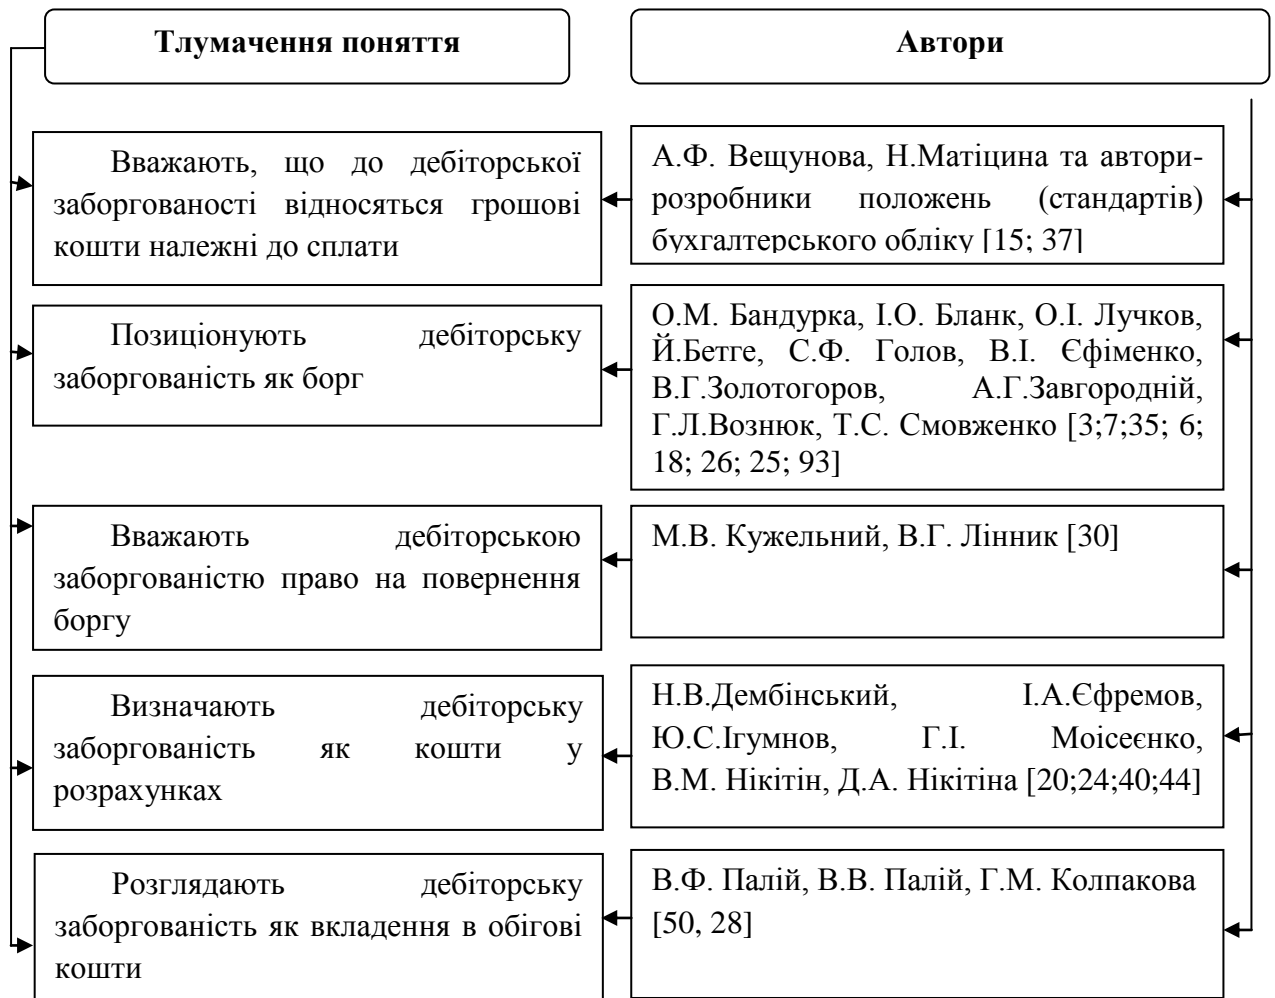 Тлумачення поняття
Автори
Вважають, що до дебіторської
заборгованості відносяться грошові
кошти належні до сплати
А.Ф. Вещунова, Н.Матіцина та автори-
розробники положень (стандартів)
бухгалтерського обліку [15; 37]
Позиціонують дебіторську
заборгованість як борг
О.М. Бандурка, І.О. Бланк, О.І. Лучков,
Й.Бетге, С.Ф. Голов, В.І. Єфіменко,
В.Г.Золотогоров, А.Г.Завгородній,
Г.Л.Вознюк, Т.С. Смовженко [3;7;35; 6;
18; 26; 25; 93]
Вважають дебіторською
заборгованістю право на повернення
боргу
М.В. Кужельний, В.Г. Лінник [30]
Визначають дебіторську
заборгованість як кошти у
розрахунках
Н.В.Дембінський, І.А.Єфремов,
Ю.С.Ігумнов, Г.І. Моісеєнко,
В.М. Нікітін, Д.А. Нікітіна [20;24;40;44]
Розглядають дебіторську
заборгованість як вкладення в обігові
кошти
В.Ф. Палій, В.В. Палій, Г.М. Колпакова
[50, 28]